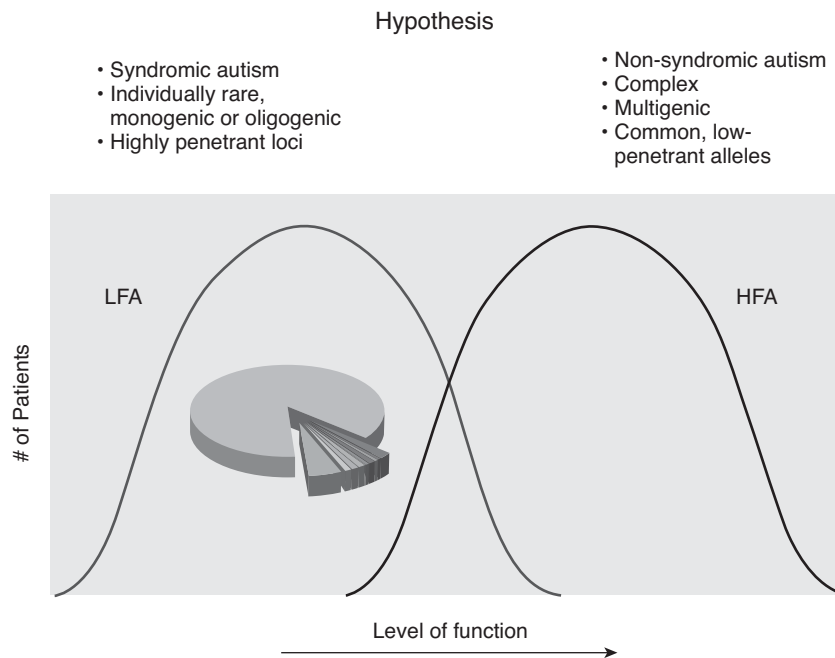 Hypothesis
• Syndromic autism
• Individually rare,
monogenic or oligogenic
• Highly penetrant loci
• Non-syndromic autism
• Complex
• Multigenic
• Common, low-
penetrant alleles
LFA
HFA
# of Patients
Level of function